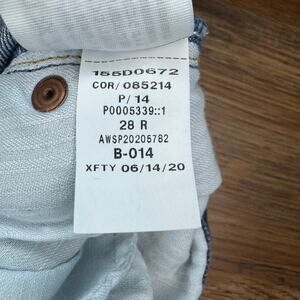 155D0672
COR/ 085214
P/ 14
P0005339::1
28 R
AWSP20205782
B-014
XFTY 06/14/20